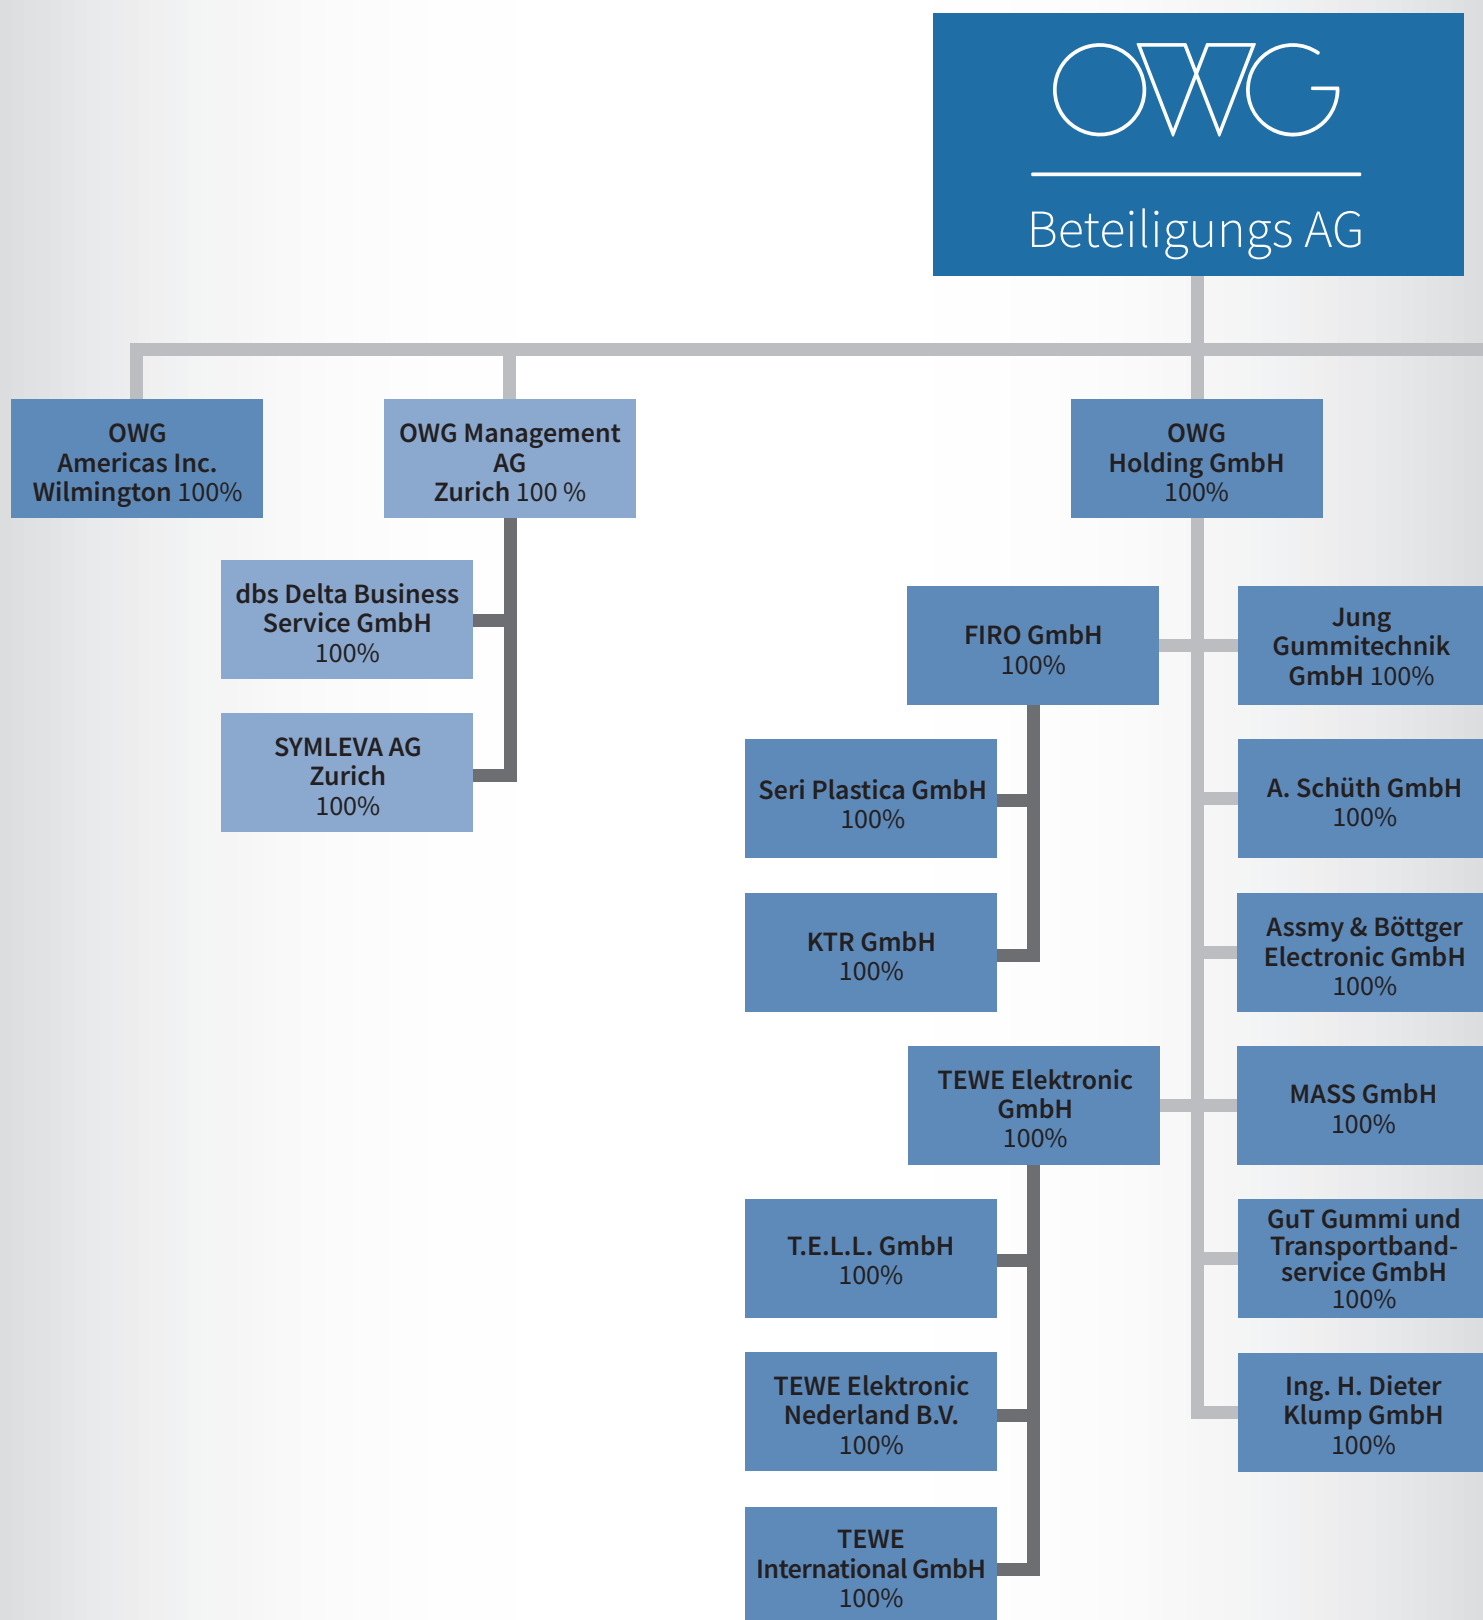 OWG
Beteiligungs AG
OWG
Americas Inc.
Wilmington 100%
OWG Management
AG
Zurich 100 %
OWG
Holding GmbH
100%
dbs Delta Business
Service GmbH
100%
SYMLEVA AG
Zurich
100%
FIRO GmbH
100%
Jung
Gummitechnik
GmbH 100%
Seri Plastica GmbH
100%
A. Schüth GmbH
100%
KTR GmbH
100%
Assmy & Böttger
Electronic GmbH
100%
TEWE Elektronic
GmbH
100%
MASS GmbH
100%
T.E.L.L. GmbH
100%
GuT Gummi und
Transportband-
service GmbH
100%
TEWE Elektronic
Nederland B.V.
100%
Ing. H. Dieter
Klump GmbH
100%
TEWE
International GmbH
100%